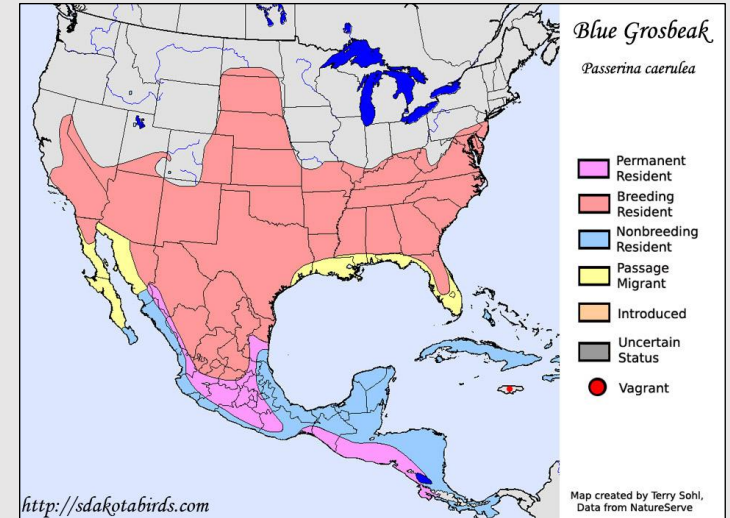 Blue Grosbeak
Passerina caerulea
Permanent
Resident
Breeding
Resident
Nonbreeding
Resident
Passage
Migrant
Introduced
Uncertain
Status
Vagrant
http://sdakotabirds.com
Map created by Terry Sohl,
Data from NatureServe